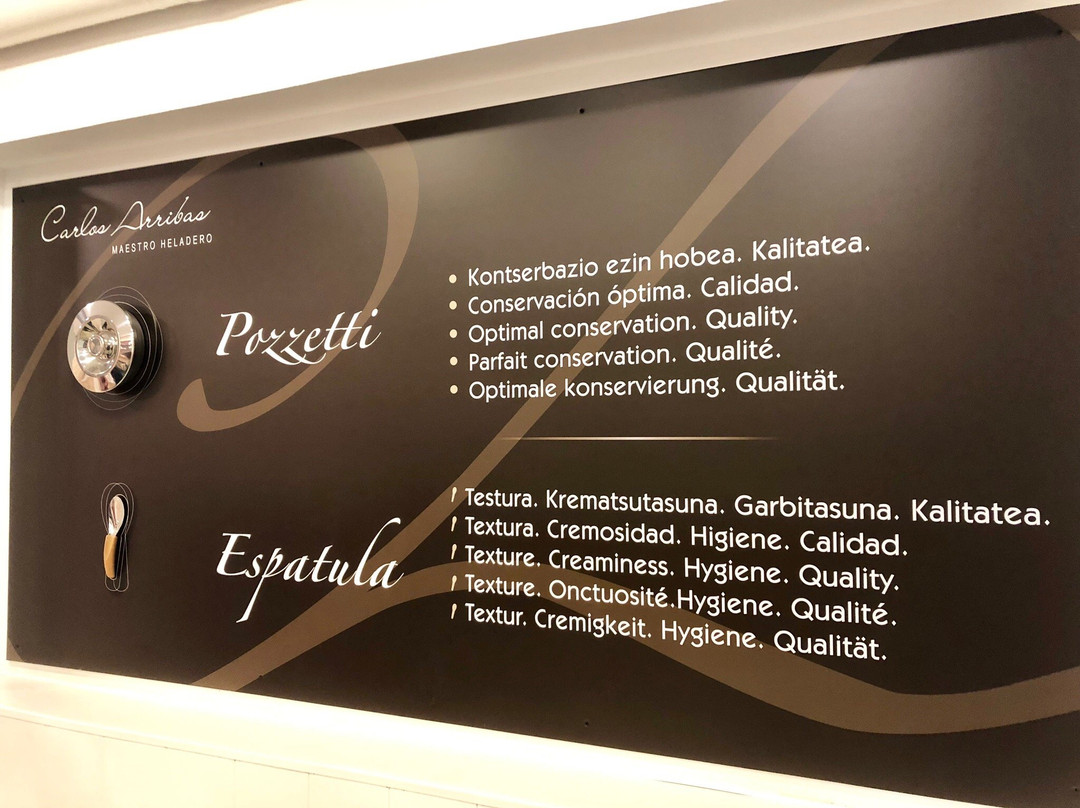 Carlos Arribas
MAESTRO HELADERO
Pozzetti
• Kontserbazio ezin hobea. Kalitatea.
• Conservación óptima. Calidad.
• Optimal conservation. Quality.
• Parfait conservation. Qualité.
• Optimale konservierung. Qualität.
Espatula
Testura. Krematsutasuna. Garbitasuna. Kalitatea.
Textura. Cremosidad. Higiene. Calidad.
Texture. Creaminess. Hygiene. Quality.
Texture. Onctuosité.Hygiene. Qualité.
Textur. Cremigkeit. Hygiene. Qualität.